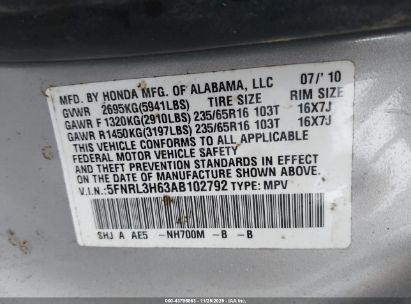 MFD. BY HONDA MFG. OF ALABAMA, LLC 07/'10
GVWR 2695KG(5941LBS) TIRE SIZE RIM SIZE
GAWR F 1320KG(2910LBS) 235/65R16 103T 16X7J
GAWR R1450KG(3197LBS) 235/65R16 103T 16X7J
THIS VEHICLE CONFORMS TO ALL APPLICABLE
FEDERAL MOTOR VEHICLE SAFETY
AND THEFT PREVENTION STANDARDS IN EFFECT
ON THE DATE OF MANUFACTURE SHOWN ABOVE.
V.I.N.: 5FNRL3H63AB102792 TYPE: MPV
SHJ A AE5 -NH700M -B -B